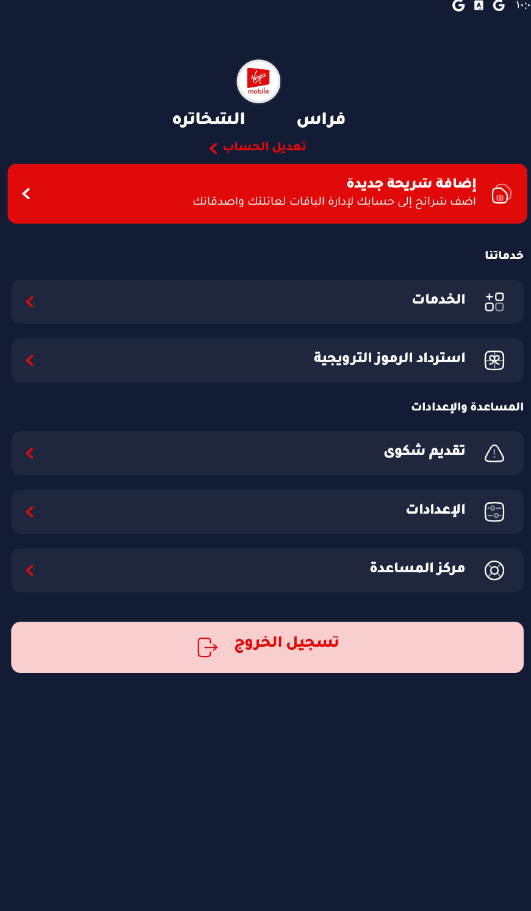 ١٠:٠
Virgin
mobile
فراس الشخاتره
تعديل الحساب
إضافة شريحة جديدة
اضف شرائح إلى حسابك لإدارة الباقات لعائلتك واصدقائك
خدماتنا
الخدمات
استرداد الرموز الترويجية
المساعدة والإعدادات
تقديم شكوى
الإعدادات
مركز المساعدة
تسجيل الخروج